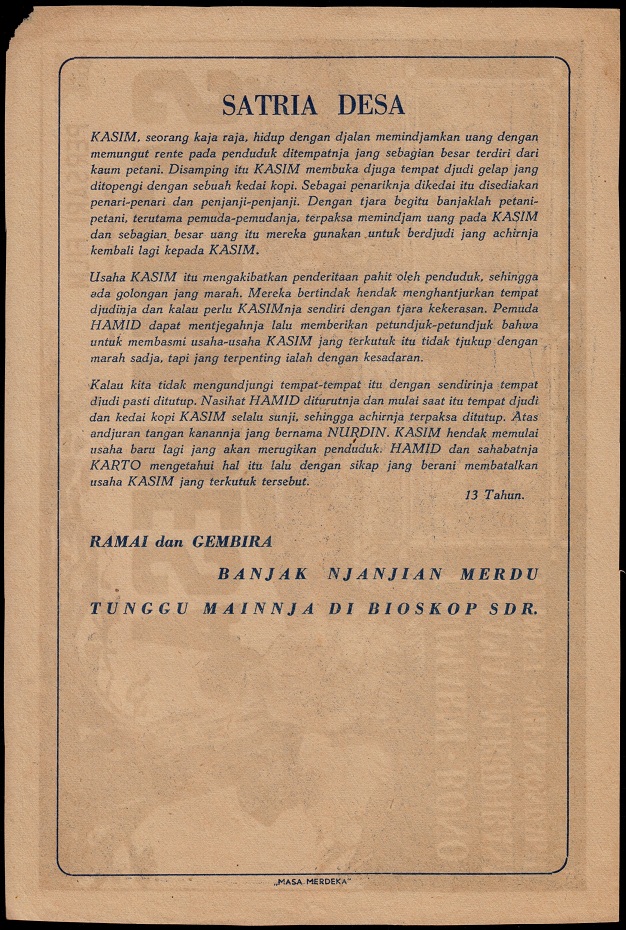 SATRIA DESA
KASIM, seorang kaja raja, hidup dengan djalan memindjamkan uang dengan
memungut rente pada penduduk ditempatnja jang sebagian besar terdiri dari
kaum petani. Disamping itu KASIM membuka djuga tempat djudi gelap jang
ditopengi dengan sebuah kedai kopi. Sebagai penariknja dikedai itu disediakan
penari-penari dan penjanji-penjanji. Dengan tjara begitu banjaklah petani-
petani, terutama pemuda-pemudanja, terpaksa memindjam uang pada KASIM
dan sebagian besar uang itu mereka gunakan untuk berdjudi jang achirnja
kembali lagi kepada KASIM.
Usaha KASIM itu mengakibatkan penderitaan pahit oleh penduduk, sehingga
ada golongan jang marah. Mereka bertindak hendak menghantjurkan tempat
djudinja dan kalau perlu KASIMnja sendiri dengan tjara kekerasan. Pemuda
HAMID dapat mentjegahnja lalu memberikan petundjuk-petundjuk bahwa
untuk membasmi usaha-usaha KASIM jang terkutuk itu tidak tjukup dengan
marah sadja, tapi jang terpenting ialah dengan kesadaran.
Kalau kita tidak mengundjungi tempat-tempat itu dengan sendirinja tempat
djudi pasti ditutup. Nasihat HAMID diturutnja dan mulai saat itu tempat djudi
dan kedai kopi KASIM selalu sunji, sehingga achirnja terpaksa ditutup. Atas
andjuran tangan kanannja jang bernama NURDIN. KASIM hendak memulai
usaha baru lagi jang akan merugikan penduduk. HAMID dan sahabatnja
KARTO mengetahui hal itu lalu dengan sikap jang berani membatalkan
usaha KASIM jang terkutuk tersebut.
13 Tahun.
RAMAI dan GEMBIRA
BANJAK NJANJIAN MERDU
TUNGGU MAINNJA DI BIOSKOP SDR.
„MASA MERDEKA"